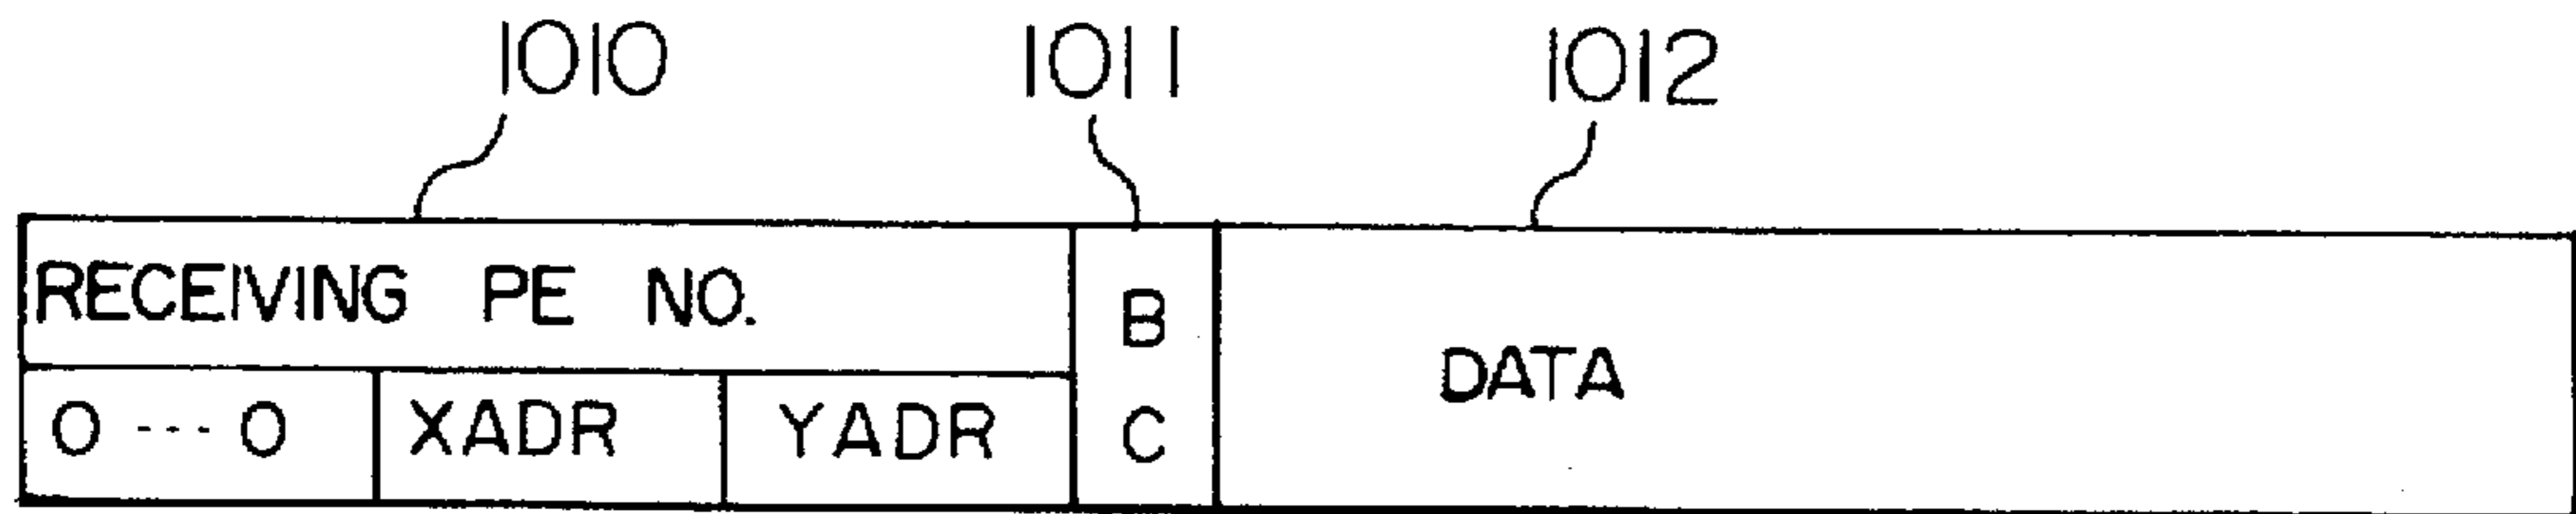 1010 1011 1012
RECEIVING PE NO.
B
C
DATA
0 --- 0 XADR YADR